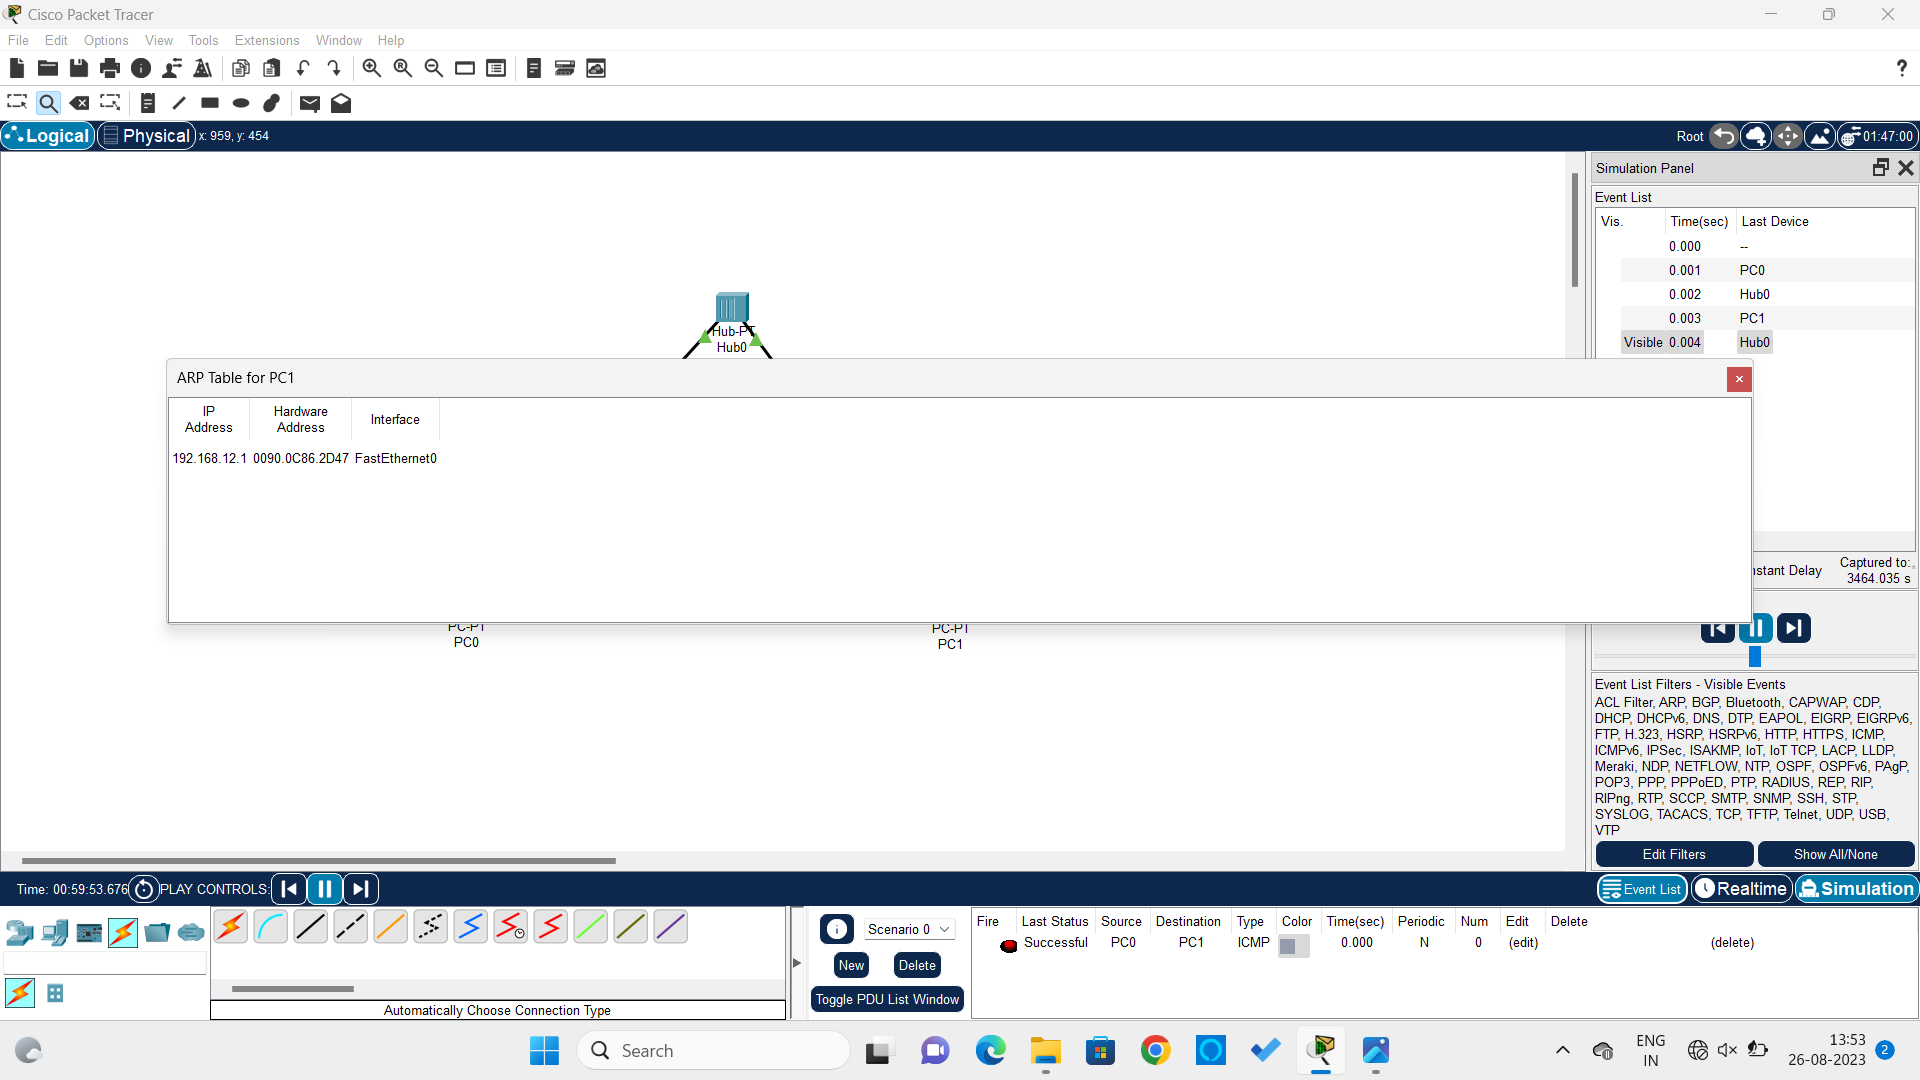 Cisco Packet Tracer
File Edit Options View Tools Extensions Window Help
?
Logical Physical x: 959, y: 454
Root 01:47:00
Simulation Panel
Event List
Vis. Time(sec) Last Device
0.000 --
0.001 PC0
0.002 Hub0
0.003 PC1
Visible 0.004 Hub0
Hub-PT
Hub0
ARP Table for PC1
IP Address Hardware Address Interface
192.168.12.1 0090.0C86.2D47 FastEthernet0
Captured to:
3464.035 s
nstant Delay
PC-PT
PC0
PC-PT
PC1
Event List Filters - Visible Events
ACL Filter, ARP, BGP, Bluetooth, CAPWAP, CDP,
DHCP, DHCPv6, DNS, DTP, EAPOL, EIGRP, EIGRPv6,
FTP, H.323, HSRP, HSRPv6, HTTP, HTTPS, ICMP,
ICMPv6, IPSec, ISAKMP, IoT, IoT TCP, LACP, LLDP,
Meraki, NDP, NETFLOW, NTP, OSPF, OSPFv6, PAgP,
POP3, PPP, PPPoED, PTP, RADIUS, REP, RIP,
RIPng, RTP, SCCP, SMTP, SNMP, SSH, STP,
SYSLOG, TACACS, TCP, TFTP, Telnet, UDP, USB,
VTP
Edit Filters Show All/None
Time: 00:59:53.676 PLAY CONTROLS:
Event List Realtime Simulation
Scenario 0
New Delete
Toggle PDU List Window
Automatically Choose Connection Type
Fire Last Status Source Destination Type Color Time(sec) Periodic Num Edit Delete
Successful PC0 PC1 ICMP 0.000 N 0 (edit) (delete)
Search
ENG
IN
13:53
26-08-2023
2